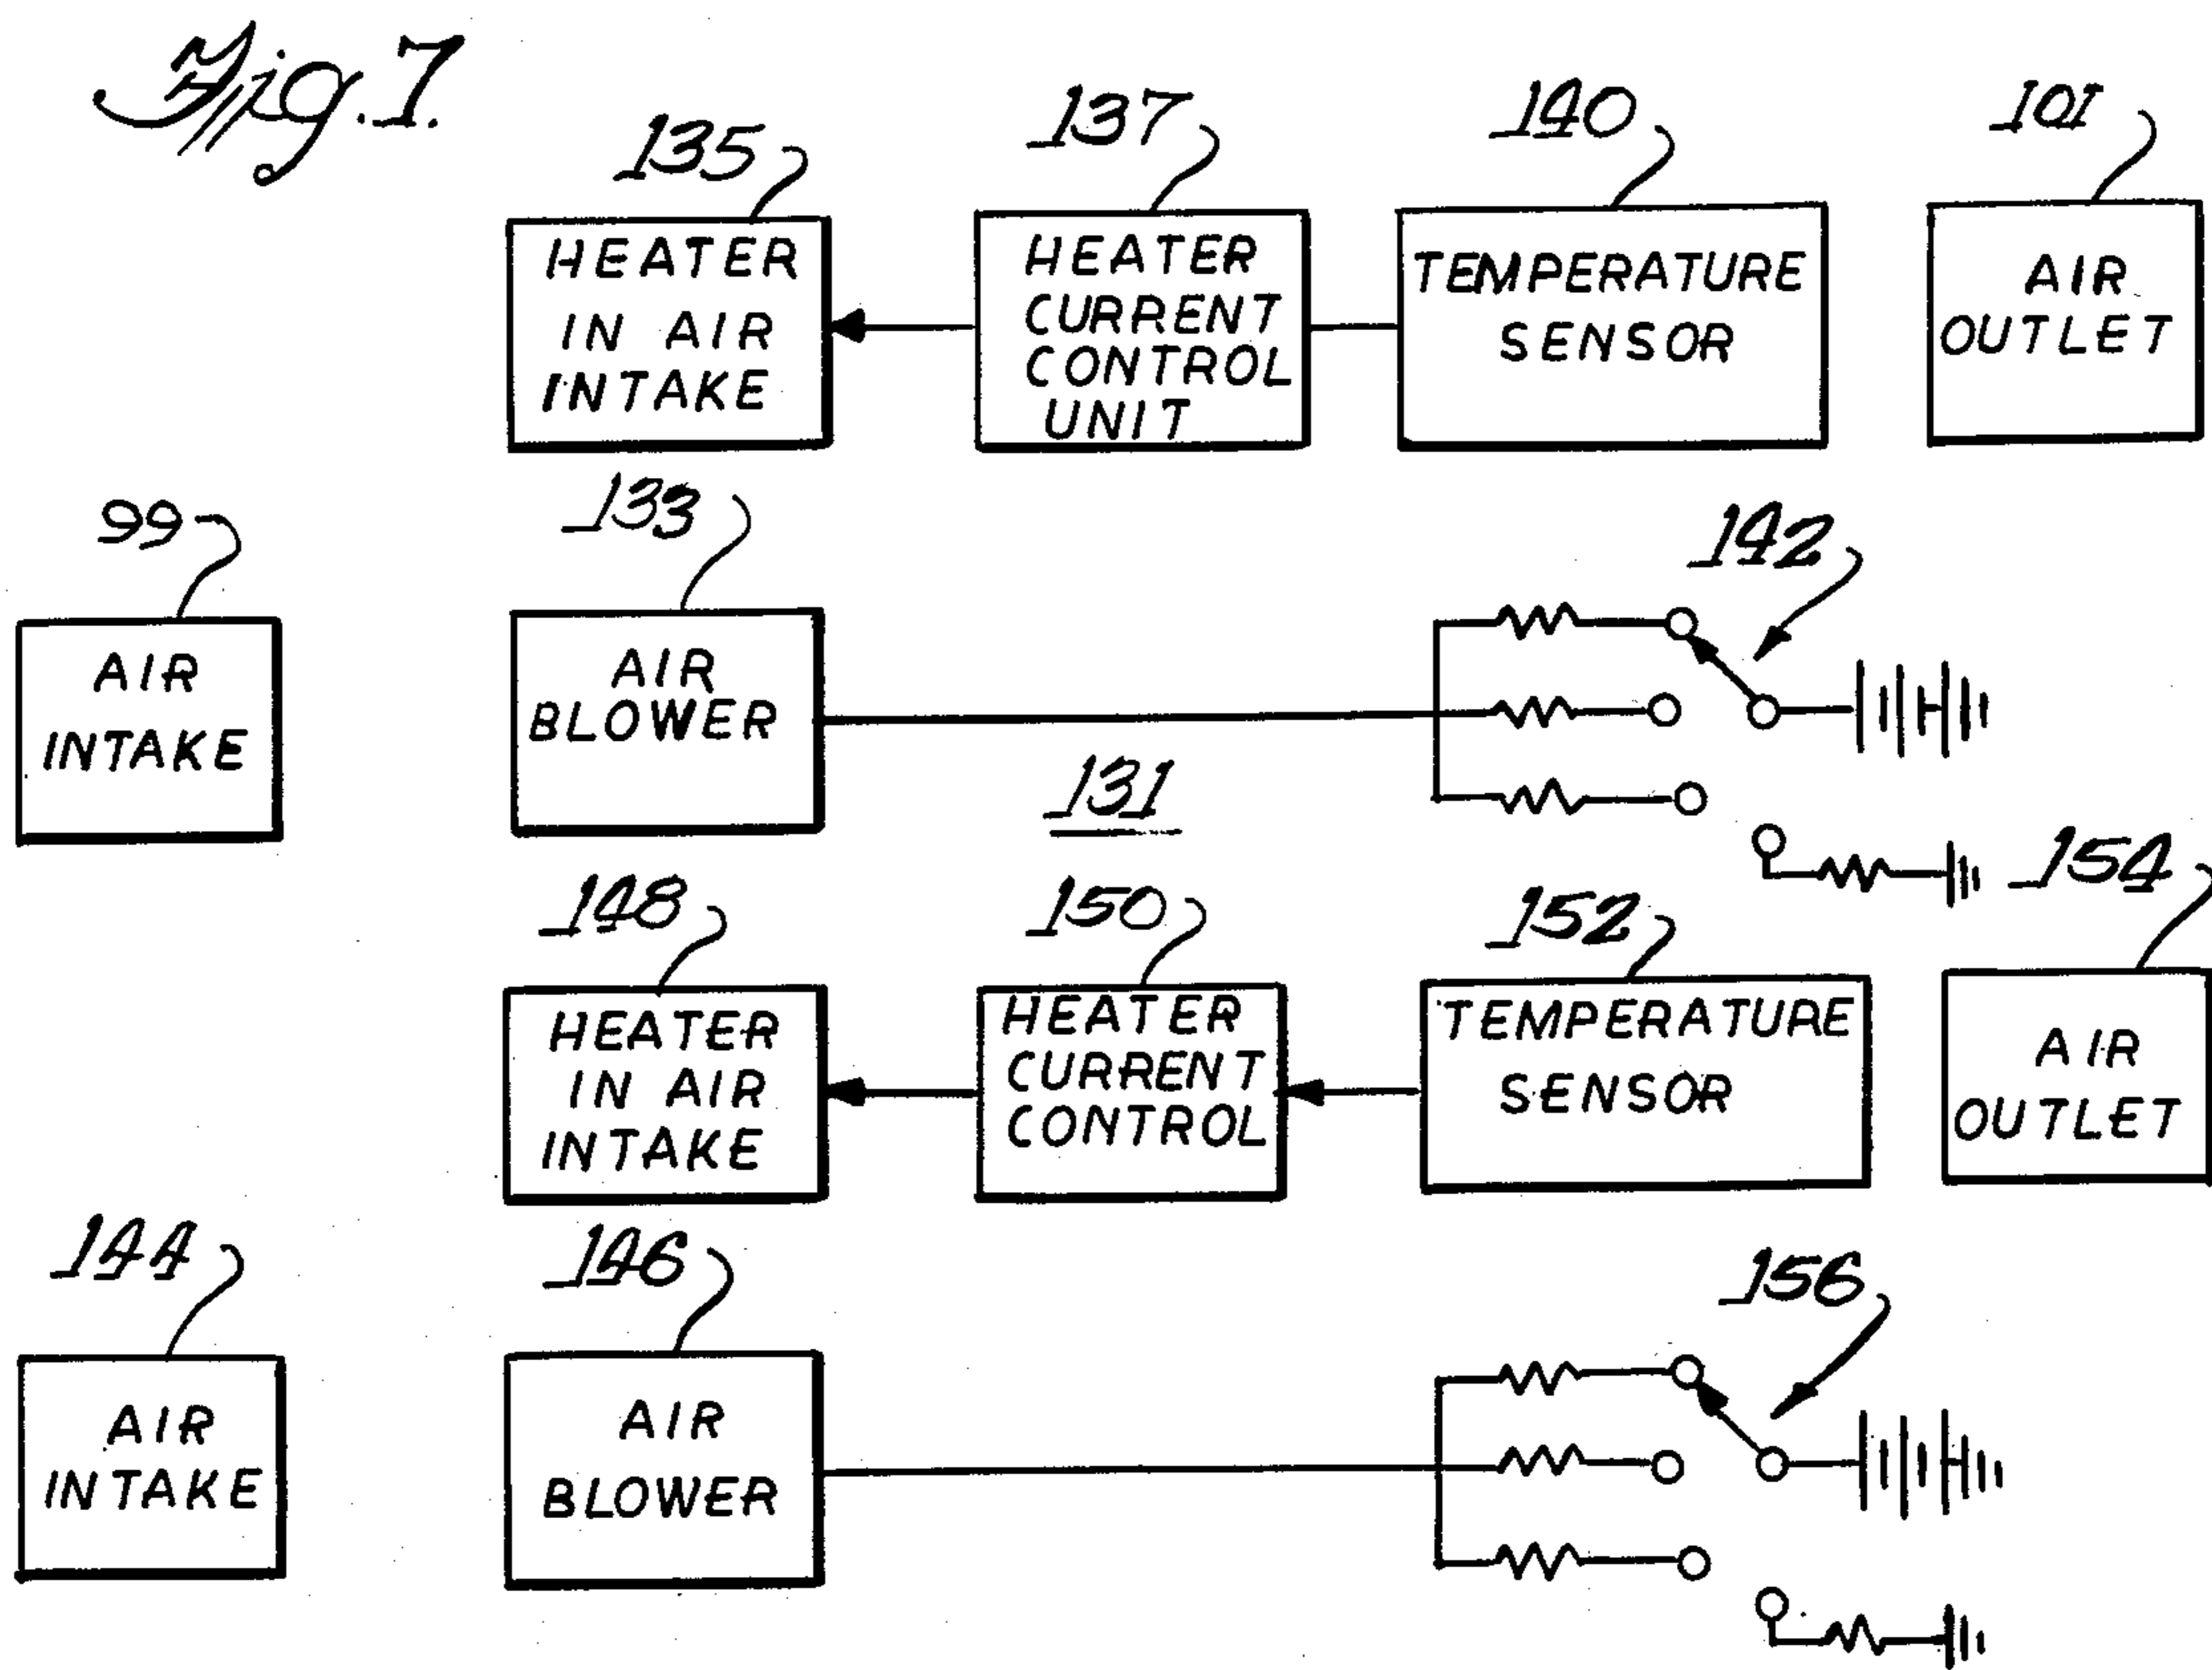 Fig. 7.
135
137
140
101
HEATER
IN AIR
INTAKE
HEATER
CURRENT
CONTROL
UNIT
TEMPERATURE
SENSOR
AIR
OUTLET
99
133
142
AIR
INTAKE
AIR
BLOWER
131
154
148
150
152
HEATER
IN AIR
INTAKE
HEATER
CURRENT
CONTROL
TEMPERATURE
SENSOR
AIR
OUTLET
144
146
156
AIR
INTAKE
AIR
BLOWER